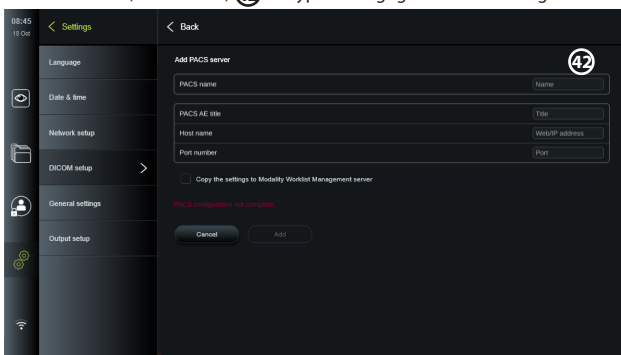 08:45
18 Oct
Settings
Back
Language
Date & time
Network setup
DICOM setup
General settings
Output setup
Add PACS server
42
PACS name
Name
PACS AE title
Title
Host name
Web/IP address
Port number
Port
Copy the settings to Modality Worklist Management server
PACS configuration not complete
Cancel
Add